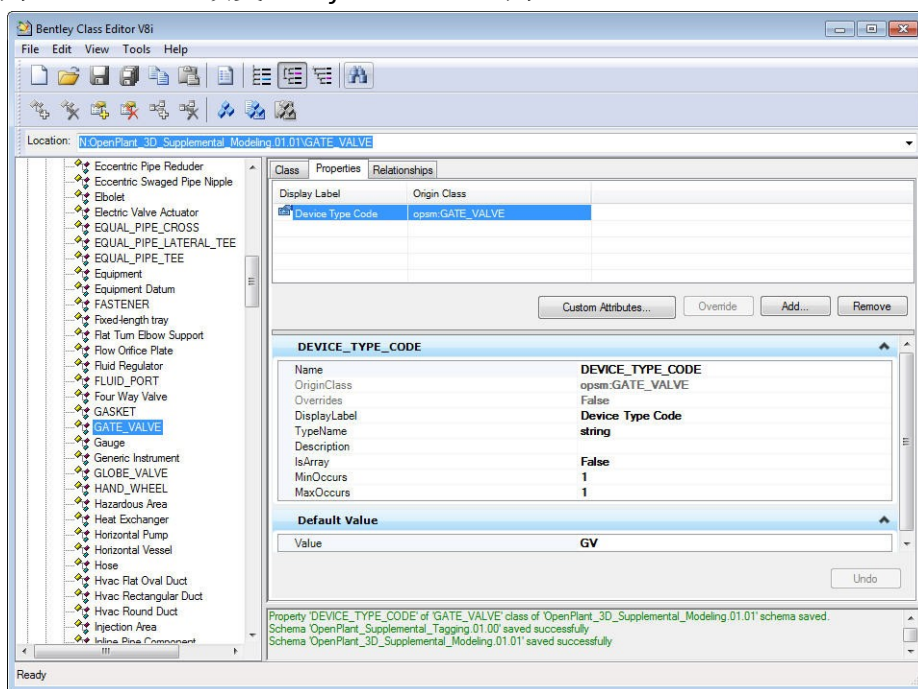 Bentley Class Editor V8i
File Edit View Tools Help
Location: N:OpenPlant_3D_Supplemental_Modeling.01.01\GATE_VALVE
Eccentric Pipe Reduder
Eccentric Swaged Pipe Nipple
Elbolet
Electric Valve Actuator
EQUAL_PIPE_CROSS
EQUAL_PIPE_LATERAL_TEE
EQUAL_PIPE_TEE
Equipment
Equipment Datum
FASTENER
Fixed-length tray
Flat Turn Elbow Support
Flow Orifice Plate
Fluid Regulator
FLUID_PORT
Four Way Valve
GASKET
GATE_VALVE
Gauge
Generic Instrument
GLOBE_VALVE
HAND_WHEEL
Hazardous Area
Heat Exchanger
Horizontal Pump
Horizontal Vessel
Hose
Hvac Flat Oval Duct
Hvac Rectangular Duct
Hvac Round Duct
Injection Area
Inline Pipe Component
Class Properties Relationships
Display Label Origin Class
Device Type Code opsm:GATE_VALVE
Custom Attributes... Override Add... Remove
DEVICE_TYPE_CODE
Name DEVICE_TYPE_CODE
OriginClass opsm:GATE_VALVE
Overrides False
DisplayLabel Device Type Code
TypeName string
Description
IsArray False
MinOccurs 1
MaxOccurs 1
Default Value
Value GV
Undo
Property 'DEVICE_TYPE_CODE' of 'GATE_VALVE' class of 'OpenPlant_3D_Supplemental_Modeling.01.01' schema saved.
Schema 'OpenPlant_Supplemental_Tagging.01.00' saved successfully
Schema 'OpenPlant_3D_Supplemental_Modeling.01.01' saved successfully
Ready